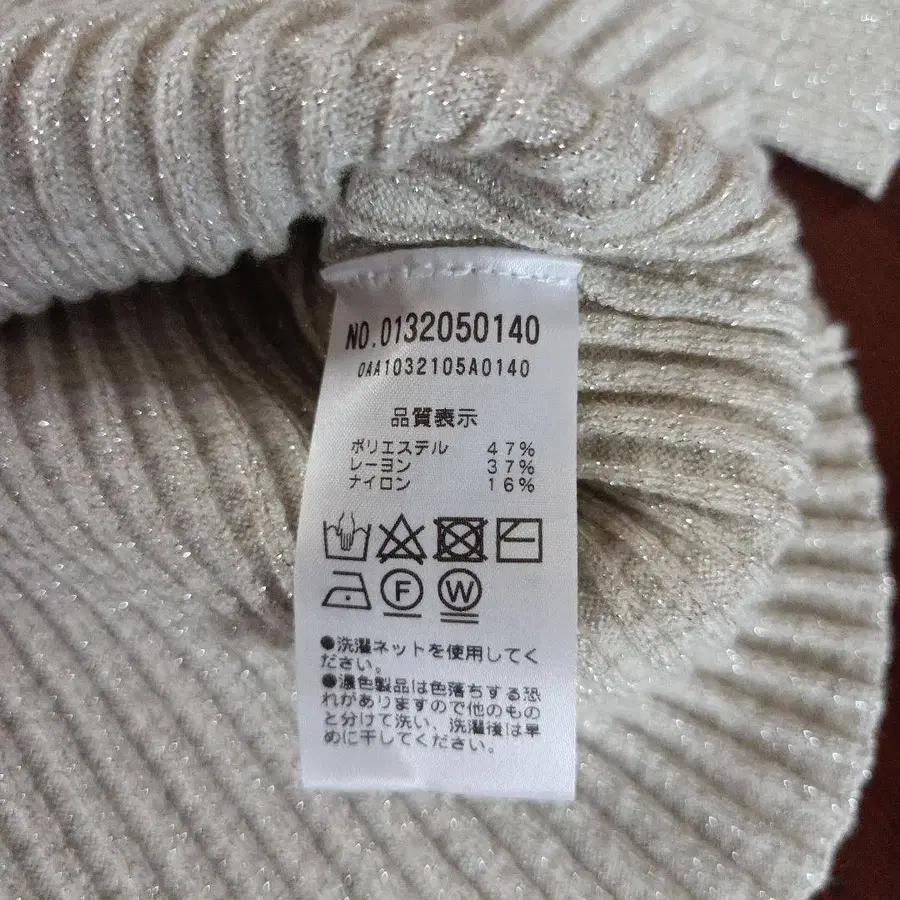 NO.0132050140
0AA1032105A0140
品質表示
ポリエステル 47%
レーヨン 37%
ナイロン 16%
F W
●洗濯ネットを使用してく
ださい。
●濃色製品は色落ちする恐
れがありますので他のもの
と分けて洗い、洗濯後は早
めに干してください。